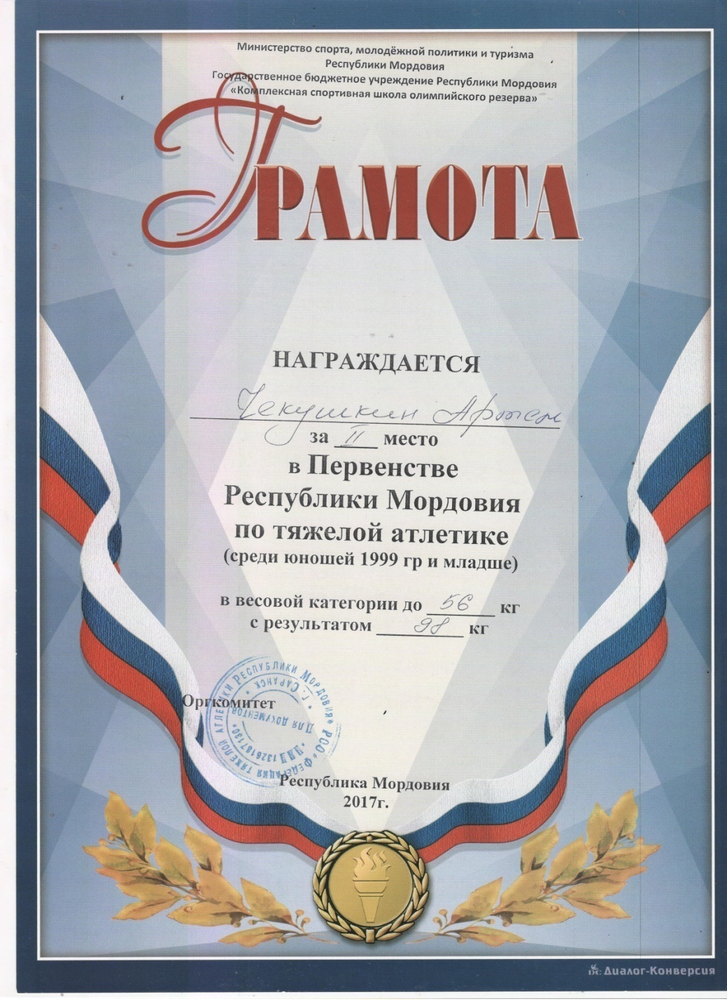 Министерство спорта, молодёжной политики и туризма
Республики Мордовия
Государственное бюджетное учреждение Республики Мордовия
«Комплексная спортивная школа олимпийского резерва»
ГРАМОТА
НАГРАЖДАЕТСЯ
Чекушкин Артем
за II место
в Первенстве
Республики Мордовия
по тяжелой атлетике
(среди юношей 1999 гр и младше)
в весовой категории до 56 кг
с результатом 98 кг
Оргкомитет
РОО «Федерация тяжелой атлетики Республики Мордовия»
* г. Саранск *
Для документов
1326187130
Республика Мордовия
2017г.
DC Диалог-Конверсия